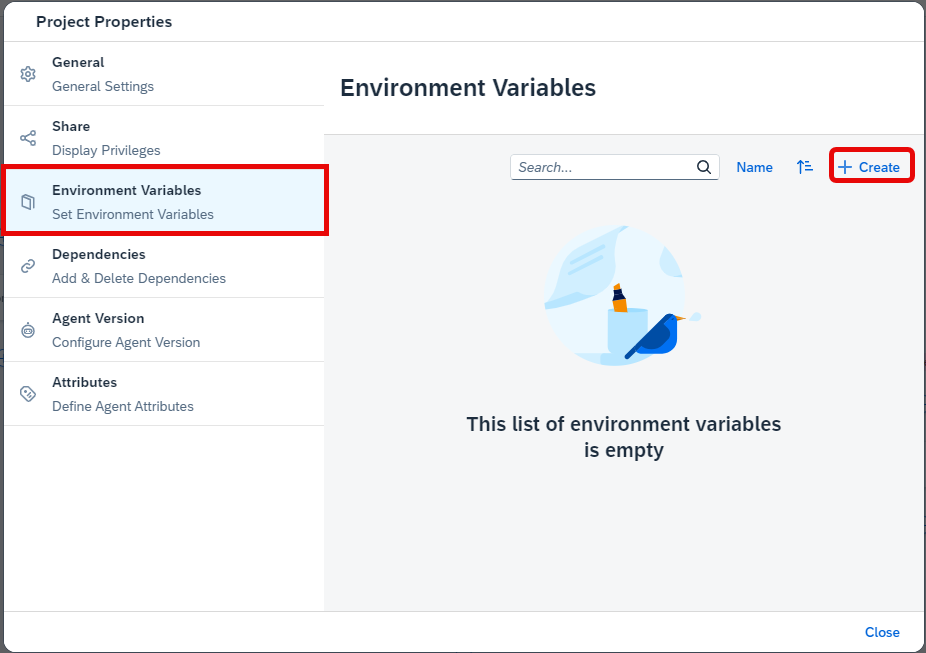 Project Properties
General
General Settings
Share
Display Privileges
Environment Variables
Set Environment Variables
Dependencies
Add & Delete Dependencies
Agent Version
Configure Agent Version
Attributes
Define Agent Attributes
Environment Variables
Search...
Name
Create
This list of environment variables
is empty
Close